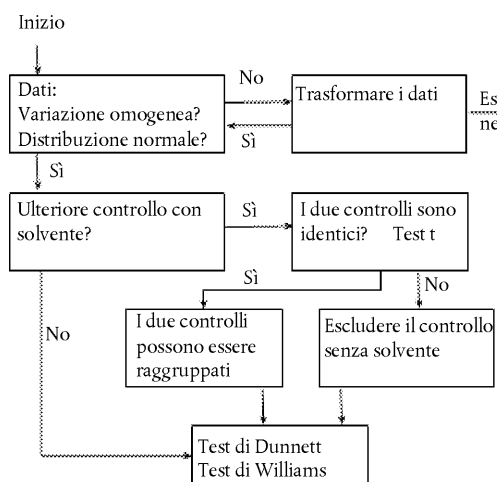 Inizio
Dati:
Variazione omogenea?
Distribuzione normale?
No
Sì
Trasformare i dati
Sì
Ulteriore controllo con
solvente?
Sì
I due controlli sono
identici? Test t
Sì
No
No
I due controlli
possono essere
raggruppati
Escludere il controllo
senza solvente
Test di Dunnett
Test di Williams